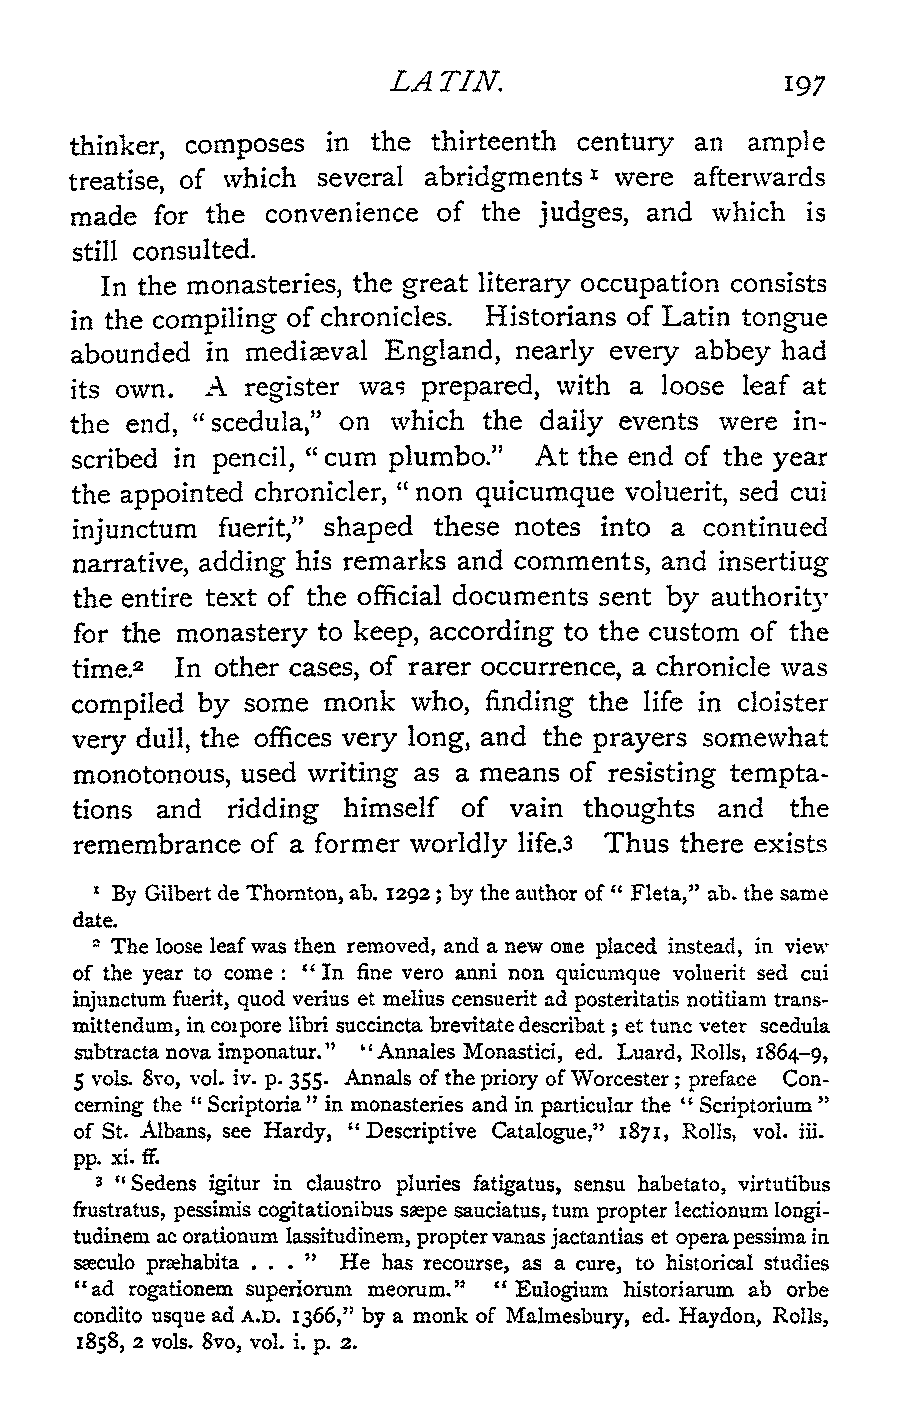 LATIN. 197
thinker, composes in the thirteenth century an ample
treatise, of which several abridgments ¹ were afterwards
made for the convenience of the judges, and which is
still consulted.
In the monasteries, the great literary occupation consists
in the compiling of chronicles. Historians of Latin tongue
abounded in mediæval England, nearly every abbey had
its own. A register was prepared, with a loose leaf at
the end, “scedula,” on which the daily events were in-
scribed in pencil, “cum plumbo.” At the end of the year
the appointed chronicler, “non quicumque voluerit, sed cui
injunctum fuerit,” shaped these notes into a continued
narrative, adding his remarks and comments, and insertiug
the entire text of the official documents sent by authority
for the monastery to keep, according to the custom of the
time.² In other cases, of rarer occurrence, a chronicle was
compiled by some monk who, finding the life in cloister
very dull, the offices very long, and the prayers somewhat
monotonous, used writing as a means of resisting tempta-
tions and ridding himself of vain thoughts and the
remembrance of a former worldly life.³ Thus there exists
¹ By Gilbert de Thornton, ab. 1292; by the author of “Fleta,” ab. the same
date.
² The loose leaf was then removed, and a new one placed instead, in view
of the year to come: “In fine vero anni non quicumque voluerit sed cui
injunctum fuerit, quod verius et melius censuerit ad posteritatis notitiam trans-
mittendum, in corpore libri succincta brevitate describat; et tunc veter scedula
subtracta nova imponatur.” “Annales Monastici, ed. Luard, Rolls, 1864–9,
5 vols. 8vo, vol. iv. p. 355. Annals of the priory of Worcester; preface Con-
cerning the “Scriptoria” in monasteries and in particular the “Scriptorium”
of St. Albans, see Hardy, “Descriptive Catalogue,” 1871, Rolls, vol. iii.
pp. xi. ff.
³ “Sedens igitur in claustro pluries fatigatus, sensu habetato, virtutibus
frustratus, pessimis cogitationibus sæpe sauciatus, tum propter lectionum longi-
tudinem ac orationum lassitudinem, propter vanas jactantias et opera pessima in
sæculo præhabita . . . ” He has recourse, as a cure, to historical studies
“ad rogationem superiorum meorum.” “Eulogium historiarum ab orbe
condito usque ad A.D. 1366,” by a monk of Malmesbury, ed. Haydon, Rolls,
1858, 2 vols. 8vo, vol. i. p. 2.